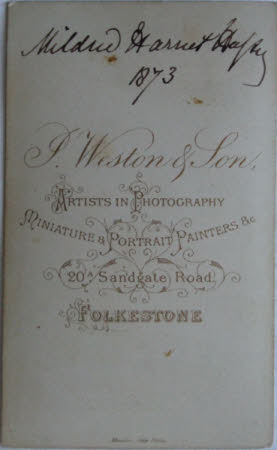 Mildred Harriet
1873
J. Weston & Son,
ARTISTS IN PHOTOGRAPHY
MINIATURE & PORTRAIT PAINTERS &c
20A Sandgate Road,
FOLKESTONE